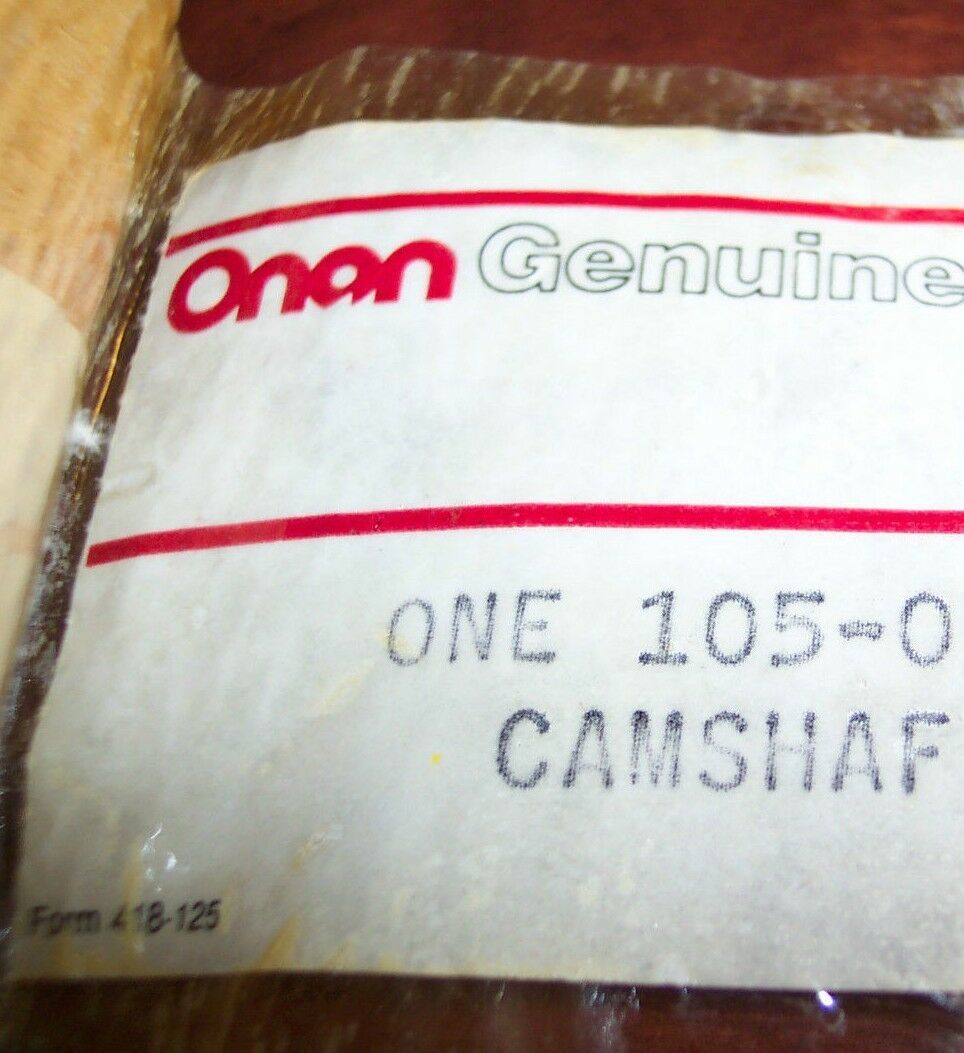 Onan Genuine
ONE 105-0
CAMSHAF
Form 418-125